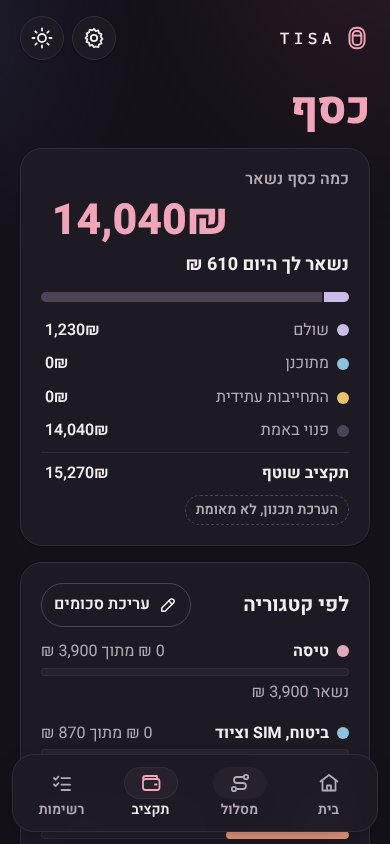 TISA
כסף
כמה כסף נשאר
14,040₪
נשאר לך היום 610 ₪
שולם 1,230₪
מתוכנן 0₪
התחייבות עתידית 0₪
פנוי באמת 14,040₪
תקציב שוטף 15,270₪
הערכת תכנון, לא מאומת
לפי קטגוריה עריכת סכומים
טיסה 0 ₪ מתוך 3,900 ₪
נשאר 3,900 ₪
ביטוח, SIM וציוד 0 ₪ מתוך 870 ₪
בית מסלול תקציב רשימות